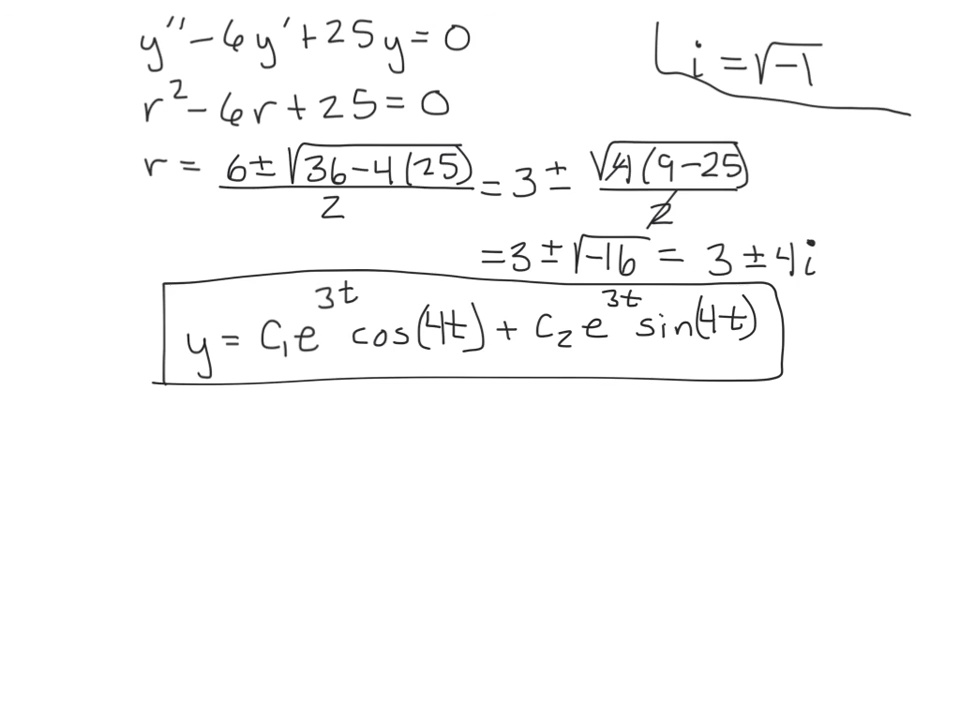 y'' - 6y' + 25y = 0
i = √-1
r² - 6r + 25 = 0
r = (6 ± √(36 - 4(25)))/2 = 3 ± √(4(9 - 25))/2
= 3 ± √-16 = 3 ± 4i
y = C₁e^(3t) cos(4t) + C₂e^(3t) sin(4t)